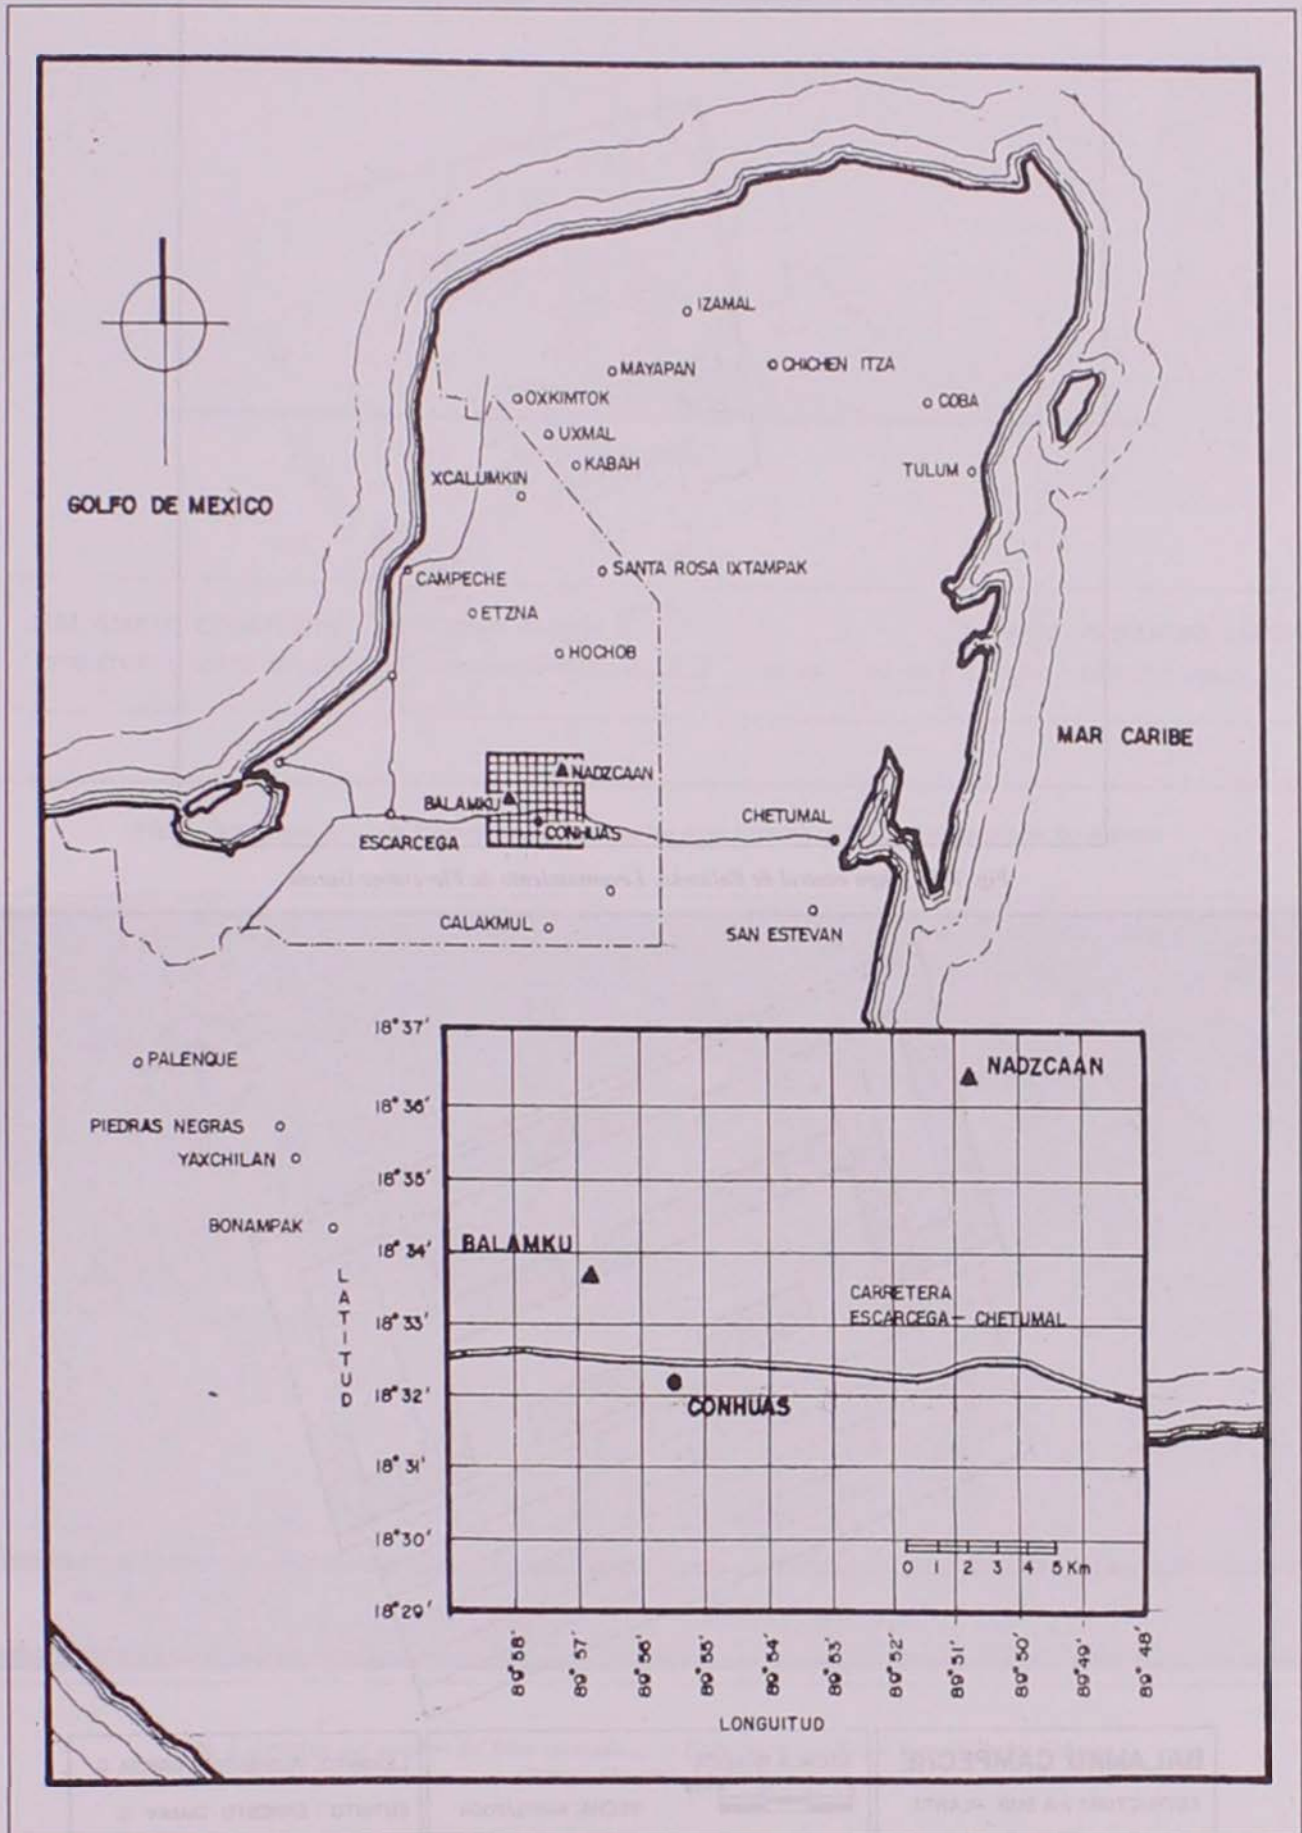 IZAMAL
MAYAPAN
CHICHEN ITZA
OXKIMTOK
COBA
UXMAL
KABAH
TULUM
XCALUMKIN
GOLFO DE MEXICO
CAMPECHE
SANTA ROSA IXTAMPAK
ETZNA
HOCHOB
MAR CARIBE
NADZCAAN
BALAMKU
CHETUMAL
CONHUAS
ESCARCEGA
CALAKMUL
SAN ESTEVAN
PALENQUE
PIEDRAS NEGRAS
YAXCHILAN
BONAMPAK
LATITUD
18° 37'
18° 36'
18° 35'
18° 34'
18° 33'
18° 32'
18° 31'
18° 30'
18° 29'
NADZCAAN
BALAMKU
CARRETERA
ESCARCEGA - CHETUMAL
CONHUAS
0 1 2 3 4 5 Km
89° 58' 89° 57' 89° 56' 89° 55' 89° 54' 89° 53' 89° 52' 89° 51' 89° 50' 89° 49' 89° 48'
LONGUITUD